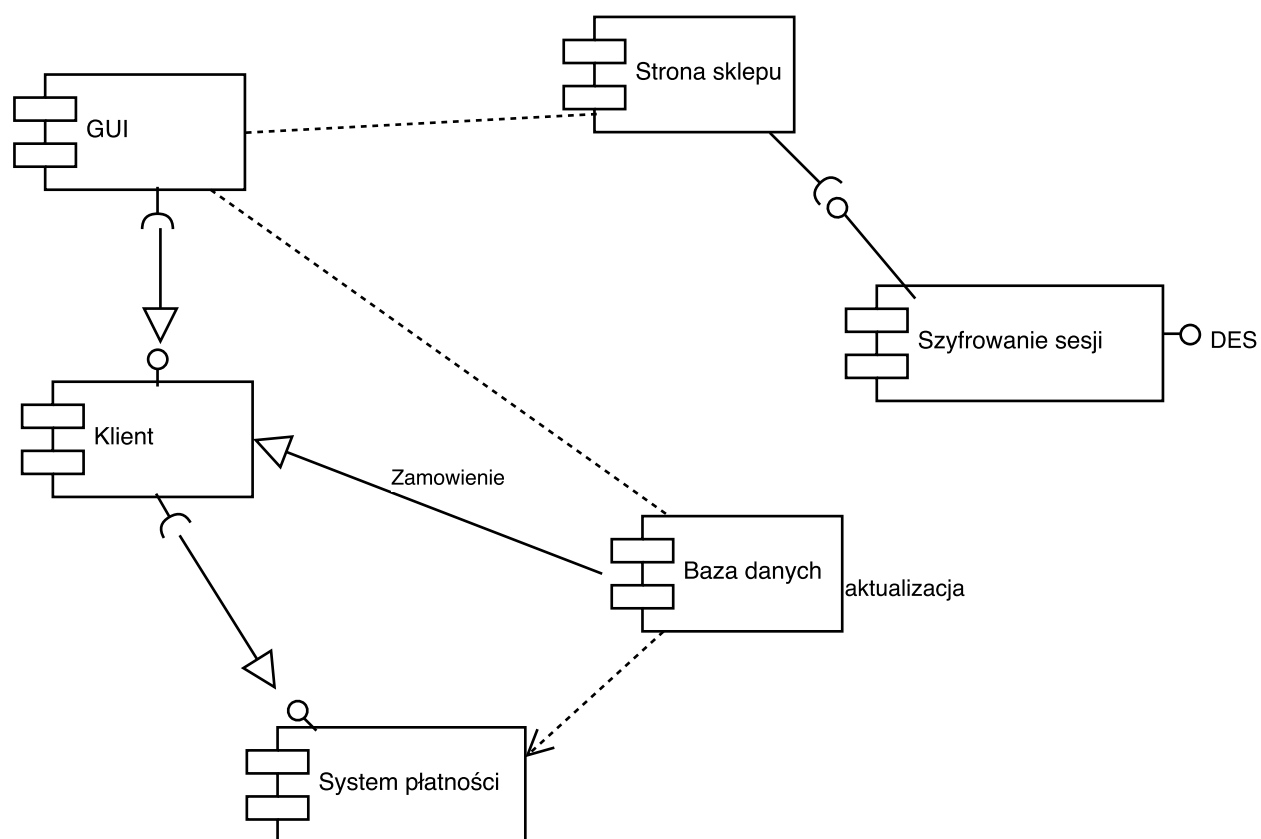 Strona sklepu
GUI
Szyfrowanie sesji
DES
Klient
Zamowienie
Baza danych
aktualizacja
System płatności